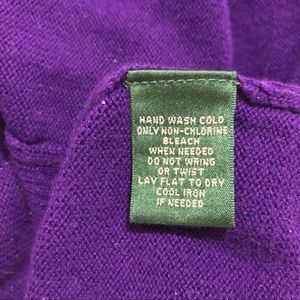 HAND WASH COLD
ONLY NON-CHLORINE
BLEACH
WHEN NEEDED
DO NOT WRING
OR TWIST
LAY FLAT TO DRY
COOL IRON
IF NEEDED